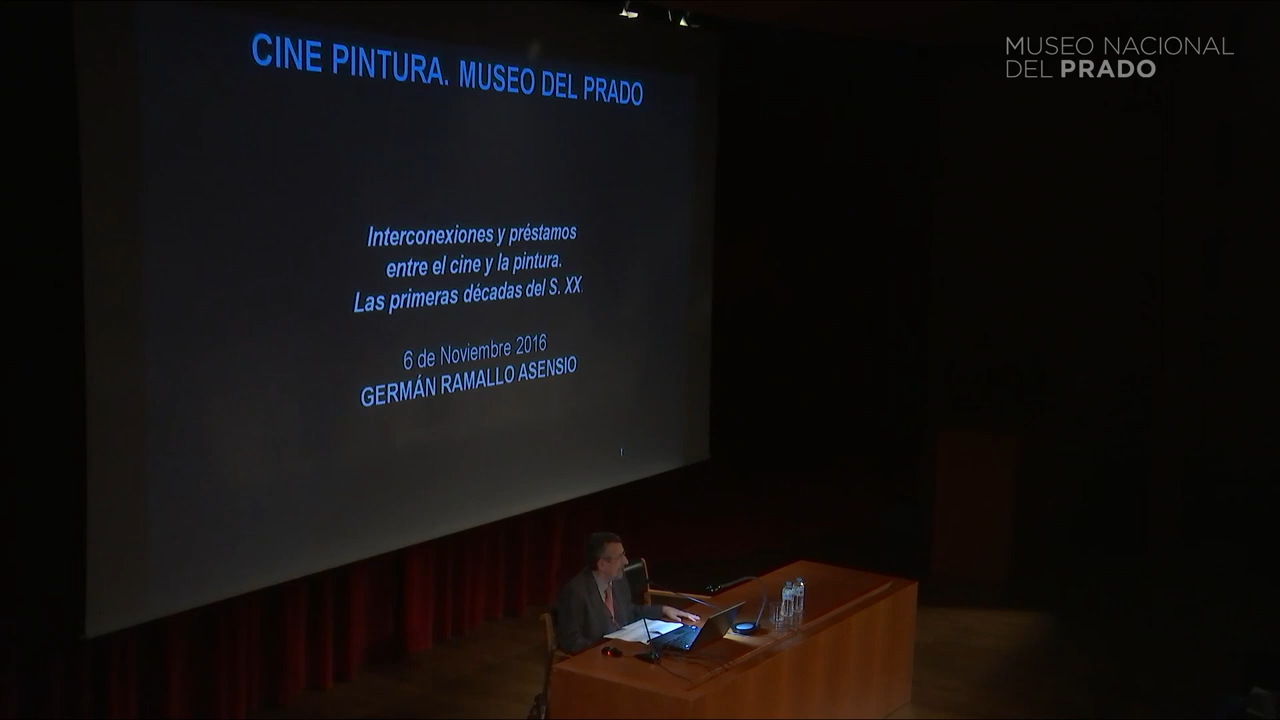 CINE PINTURA. MUSEO DEL PRADO
Interconexiones y préstamos
entre el cine y la pintura.
Las primeras décadas del S. XX.
6 de Noviembre 2016
GERMÁN RAMALLO ASENSIO
MUSEO NACIONAL
DEL PRADO